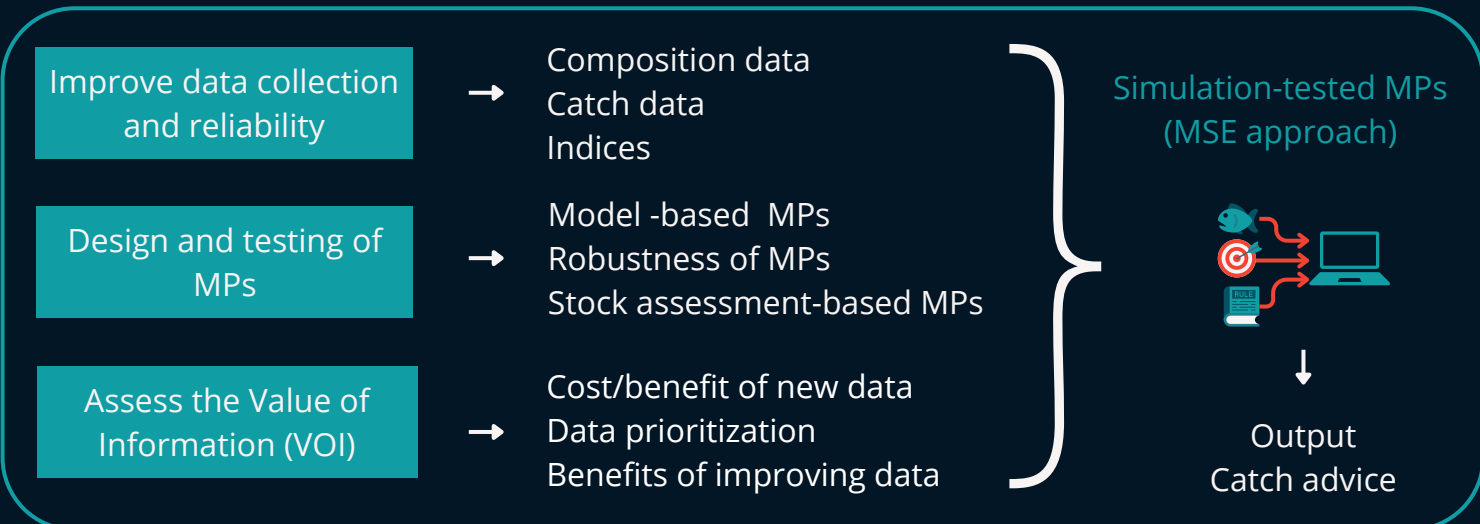 Improve data collection
and reliability
Composition data
Catch data
Indices
Design and testing of
MPs
Model -based  MPs
Robustness of MPs
Stock assessment-based MPs
Assess the Value of
Information (VOI)
Cost/benefit of new data
Data prioritization
Benefits of improving data
Simulation-tested MPs
(MSE approach)
RULE
Output
Catch advice